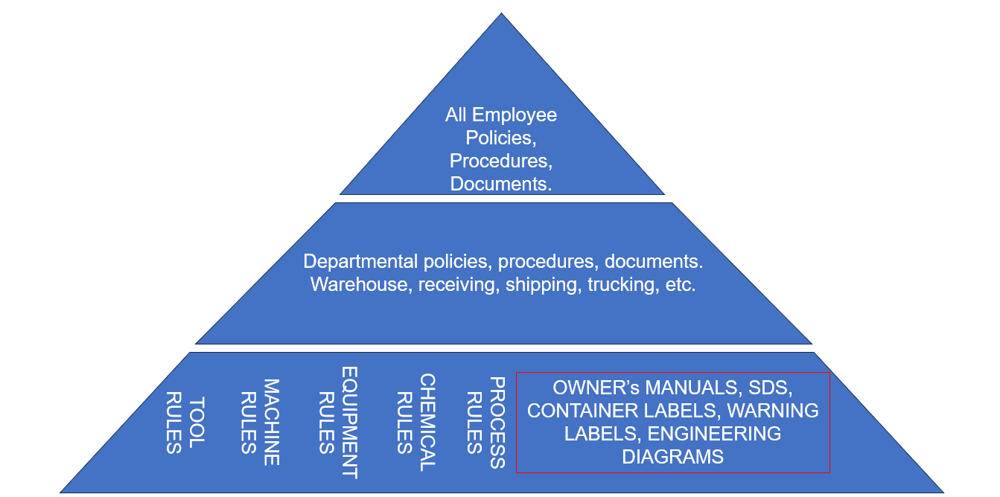 All Employee
Policies,
Procedures,
Documents.
Departmental policies, procedures, documents.
Warehouse, receiving, shipping, trucking, etc.
TOOL
RULES
MACHINE
RULES
EQUIPMENT
RULES
CHEMICAL
RULES
PROCESS
RULES
OWNER’s MANUALS, SDS,
CONTAINER LABELS, WARNING
LABELS, ENGINEERING
DIAGRAMS